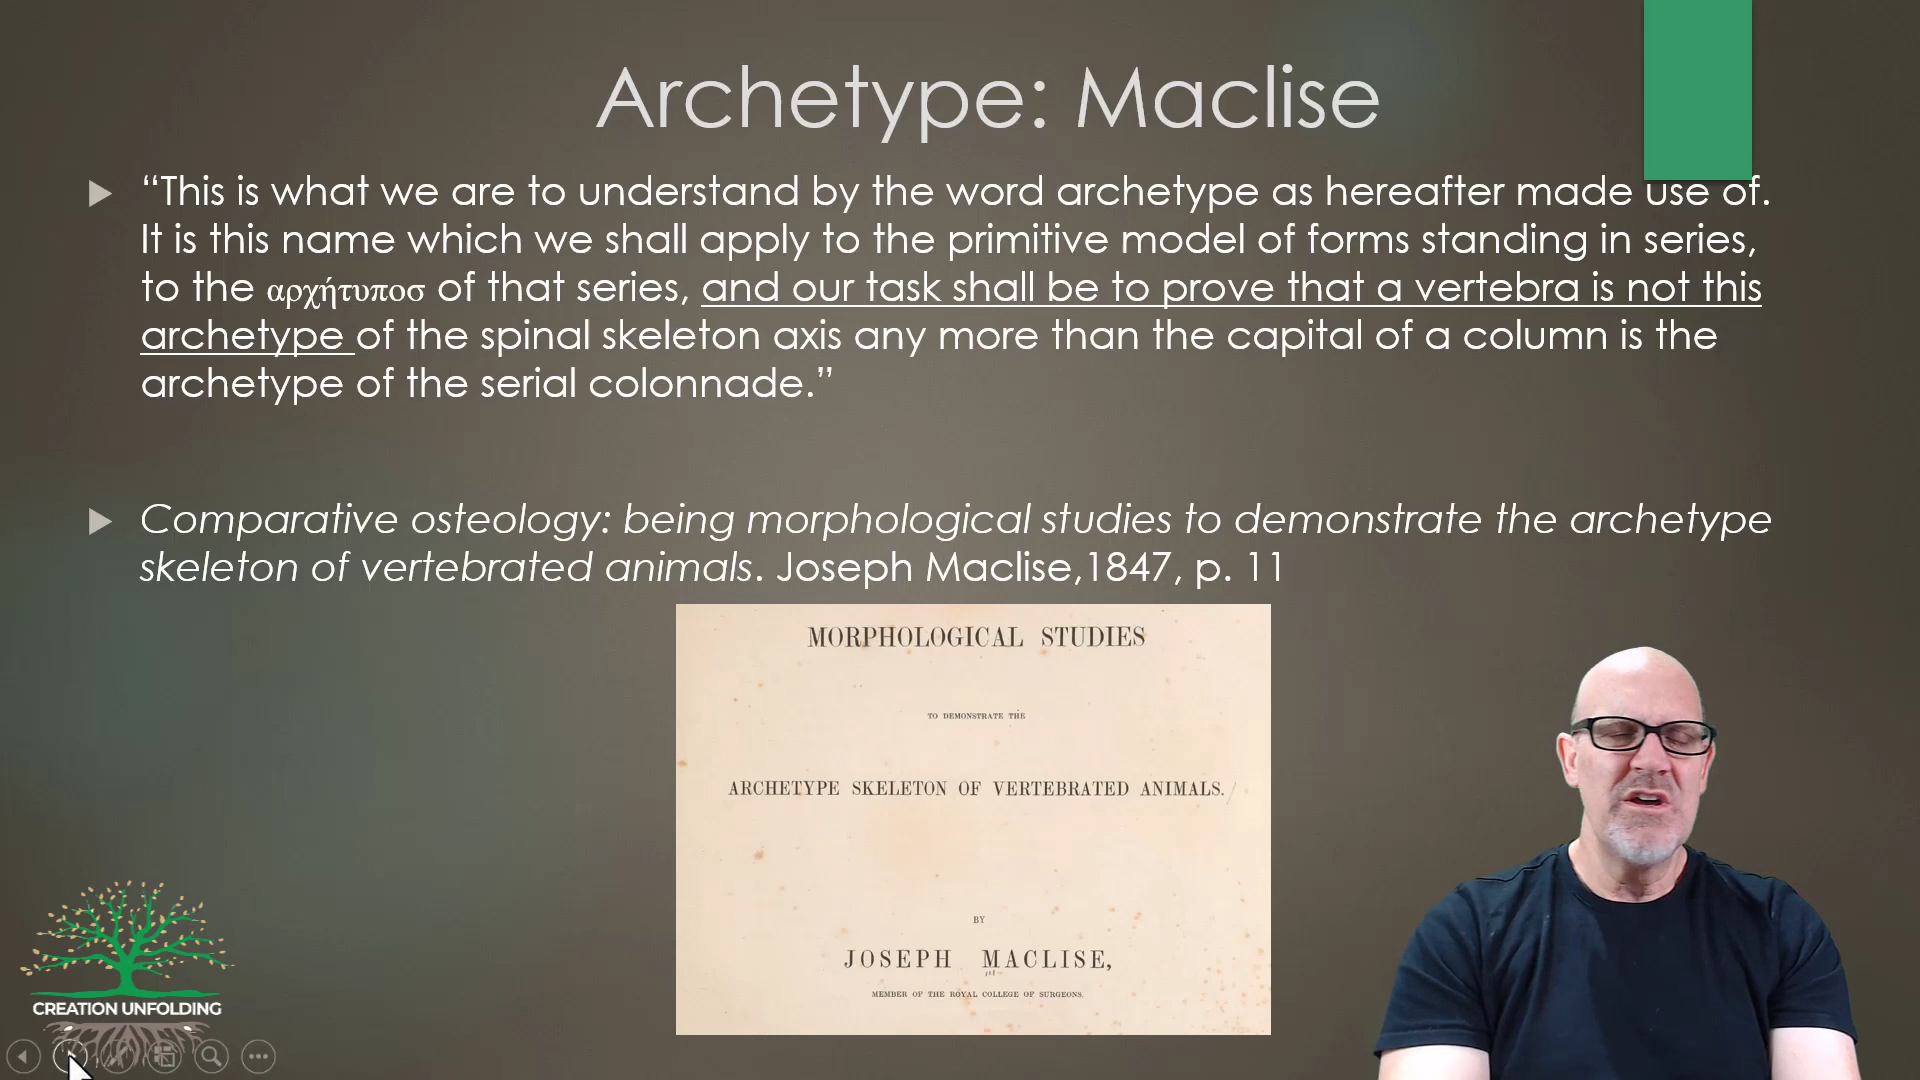 Archetype: Maclise
“This is what we are to understand by the word archetype as hereafter made use of.
It is this name which we shall apply to the primitive model of forms standing in series,
to the αρχήτυποσ of that series, and our task shall be to prove that a vertebra is not this
archetype of the spinal skeleton axis any more than the capital of a column is the
archetype of the serial colonnade.”
Comparative osteology: being morphological studies to demonstrate the archetype
skeleton of vertebrated animals. Joseph Maclise,1847, p. 11
MORPHOLOGICAL STUDIES
TO DEMONSTRATE THE
ARCHETYPE SKELETON OF VERTEBRATED ANIMALS.
BY
JOSEPH MACLISE,
MEMBER OF THE ROYAL COLLEGE OF SURGEONS.
CREATION UNFOLDING